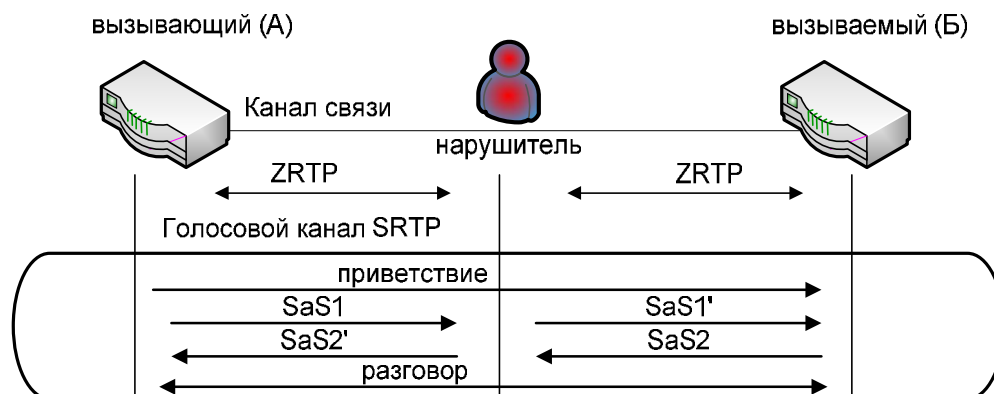 вызывающий (А)
вызываемый (Б)
Канал связи
нарушитель
ZRTP
ZRTP
Голосовой канал SRTP
приветствие
SaS1
SaS1'
SaS2'
SaS2
разговор